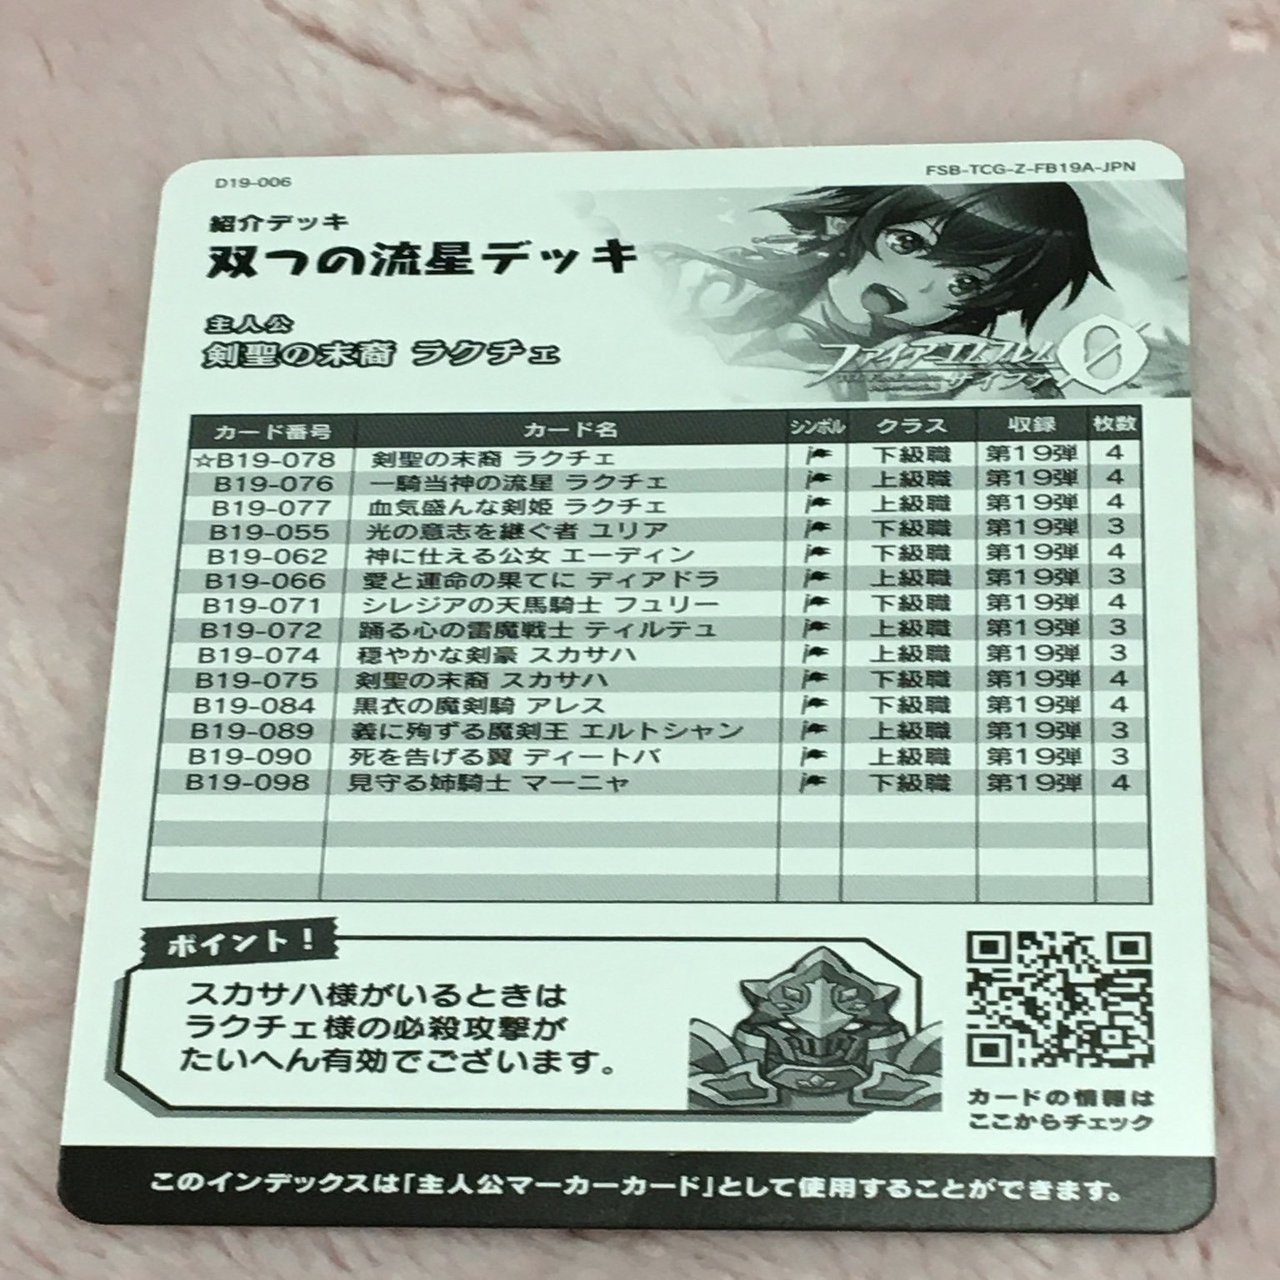 D19-006
FSB-TCG-Z-FB19A-JPN
紹介デッキ
双つの流星デッキ
主人公
剣聖の末裔 ラクチェ
ファイアーエムブレム0
サイファ
カード番号 カード名 シンボル クラス 収録 枚数
☆B19-078 剣聖の末裔 ラクチェ 下級職 第19弾 4
B19-076 一騎当神の流星 ラクチェ 上級職 第19弾 4
B19-077 血気盛んな剣姫 ラクチェ 上級職 第19弾 4
B19-055 光の意志を継ぐ者 ユリア 下級職 第19弾 3
B19-062 神に仕える公女 エーディン 下級職 第19弾 4
B19-066 愛と運命の果てに ディアドラ 上級職 第19弾 3
B19-071 シレジアの天馬騎士 フュリー 下級職 第19弾 4
B19-072 踊る心の雷魔戦士 ティルテュ 上級職 第19弾 3
B19-074 穏やかな剣豪 スカサハ 上級職 第19弾 3
B19-075 剣聖の末裔 スカサハ 下級職 第19弾 4
B19-084 黒衣の魔剣騎 アレス 下級職 第19弾 4
B19-089 義に殉ずる魔剣王 エルトシャン 上級職 第19弾 3
B19-090 死を告げる翼 ディートバ 上級職 第19弾 3
B19-098 見守る姉騎士 マーニャ 下級職 第19弾 4
ポイント!
スカサハ様がいるときは
ラクチェ様の必殺攻撃が
たいへん有効でございます。
カードの情報は
ここからチェック
このインデックスは「主人公マーカーカード」として使用することができます。